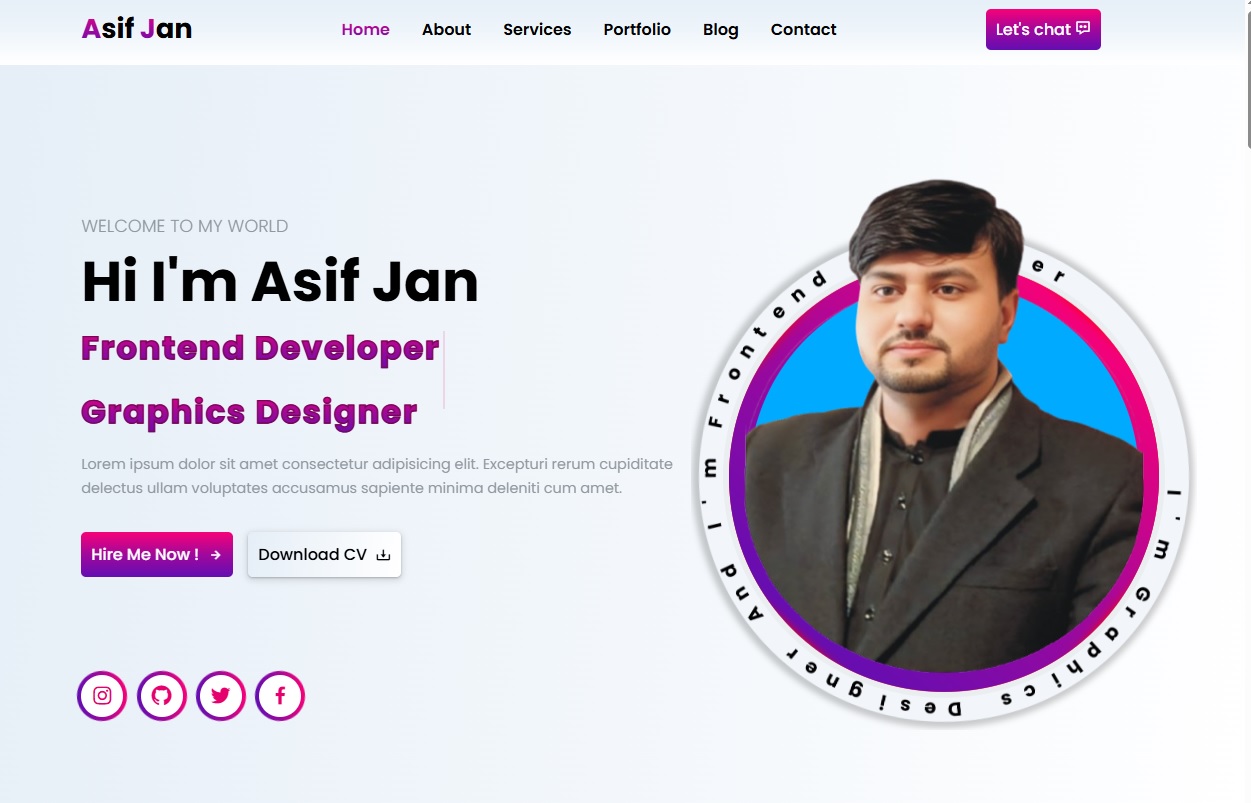 Asif Jan
Home About Services Portfolio Blog Contact
Let's chat
WELCOME TO MY WORLD
Hi I'm Asif Jan
Frontend Developer
Graphics Designer
Lorem ipsum dolor sit amet consectetur adipisicing elit. Excepturi rerum cupiditate
delectus ullam voluptates accusamus sapiente minima deleniti cum amet.
Hire Me Now !
Download CV
I'm Graphics Designer And I'm Frontend er